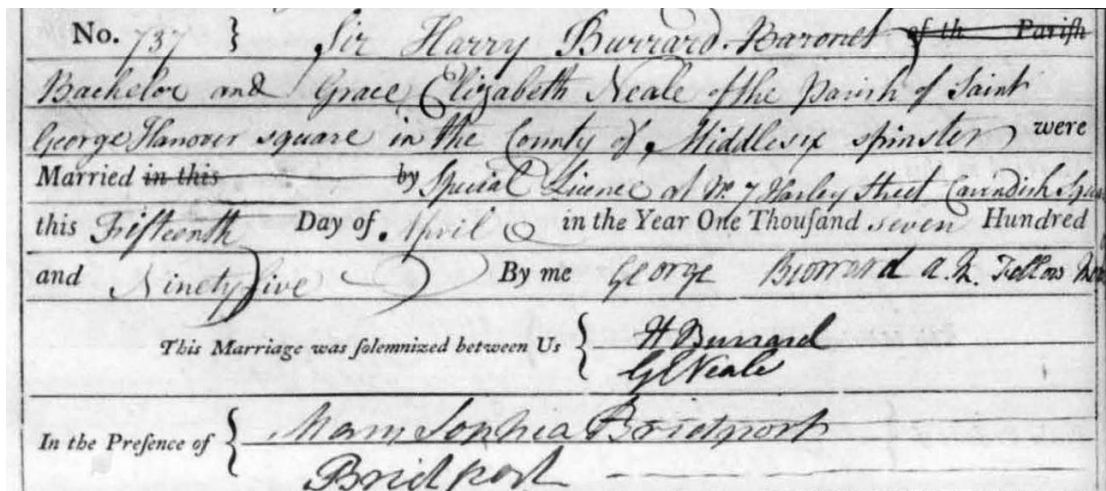 No. 737 } Sir Harry Burrard Baronet of th Parish
Bachelor and Grace Elizabeth Neale of the Parish of Saint
George Hanover square in the County of Middlesex spinster were
Married in this by Special Licence at No. 7 Harley Street Cavendish Squa
this Fifteenth Day of April in the Year One Thousand seven Hundred
and Ninety five By me George Burrard A. M. Fellow
This Marriage was solemnized between Us { H Burrard
G E Neale
In the Presence of { Mary Sophia Bridport
Bridport